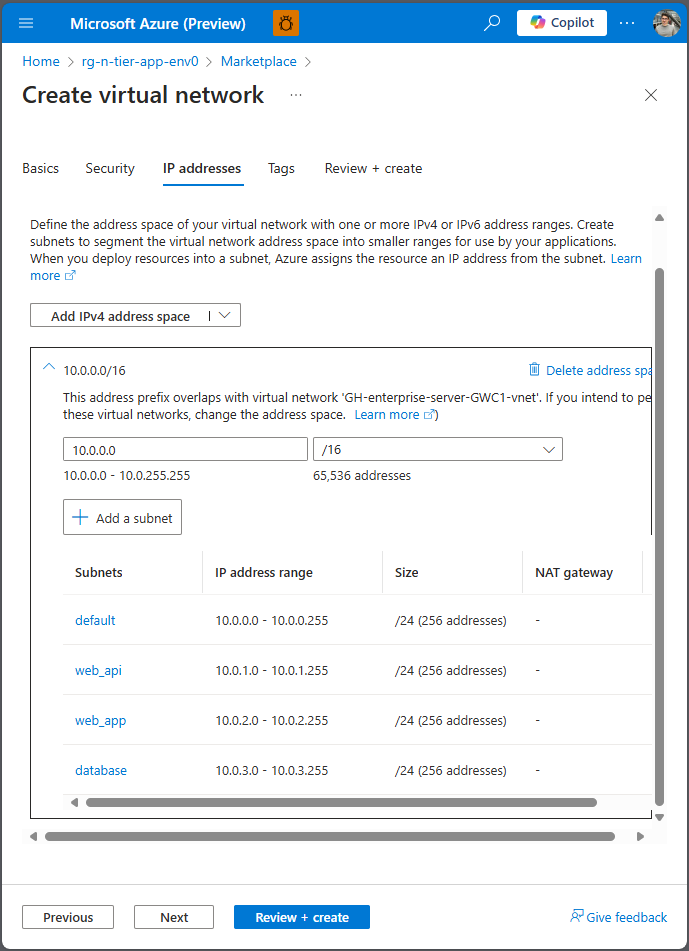 Microsoft Azure (Preview)
Copilot
Home > rg-n-tier-app-env0 > Marketplace >
Create virtual network ...
Basics Security IP addresses Tags Review + create
Define the address space of your virtual network with one or more IPv4 or IPv6 address ranges. Create
subnets to segment the virtual network address space into smaller ranges for use by your applications.
When you deploy resources into a subnet, Azure assigns the resource an IP address from the subnet. Learn
more
Add IPv4 address space
10.0.0.0/16 Delete address spa
This address prefix overlaps with virtual network 'GH-enterprise-server-GWC1-vnet'. If you intend to pe
these virtual networks, change the address space. Learn more )
10.0.0.0 /16
10.0.0.0 - 10.0.255.255 65,536 addresses
+ Add a subnet
Subnets IP address range Size NAT gateway
default 10.0.0.0 - 10.0.0.255 /24 (256 addresses) -
web_api 10.0.1.0 - 10.0.1.255 /24 (256 addresses) -
web_app 10.0.2.0 - 10.0.2.255 /24 (256 addresses) -
database 10.0.3.0 - 10.0.3.255 /24 (256 addresses) -
Previous Next Review + create Give feedback